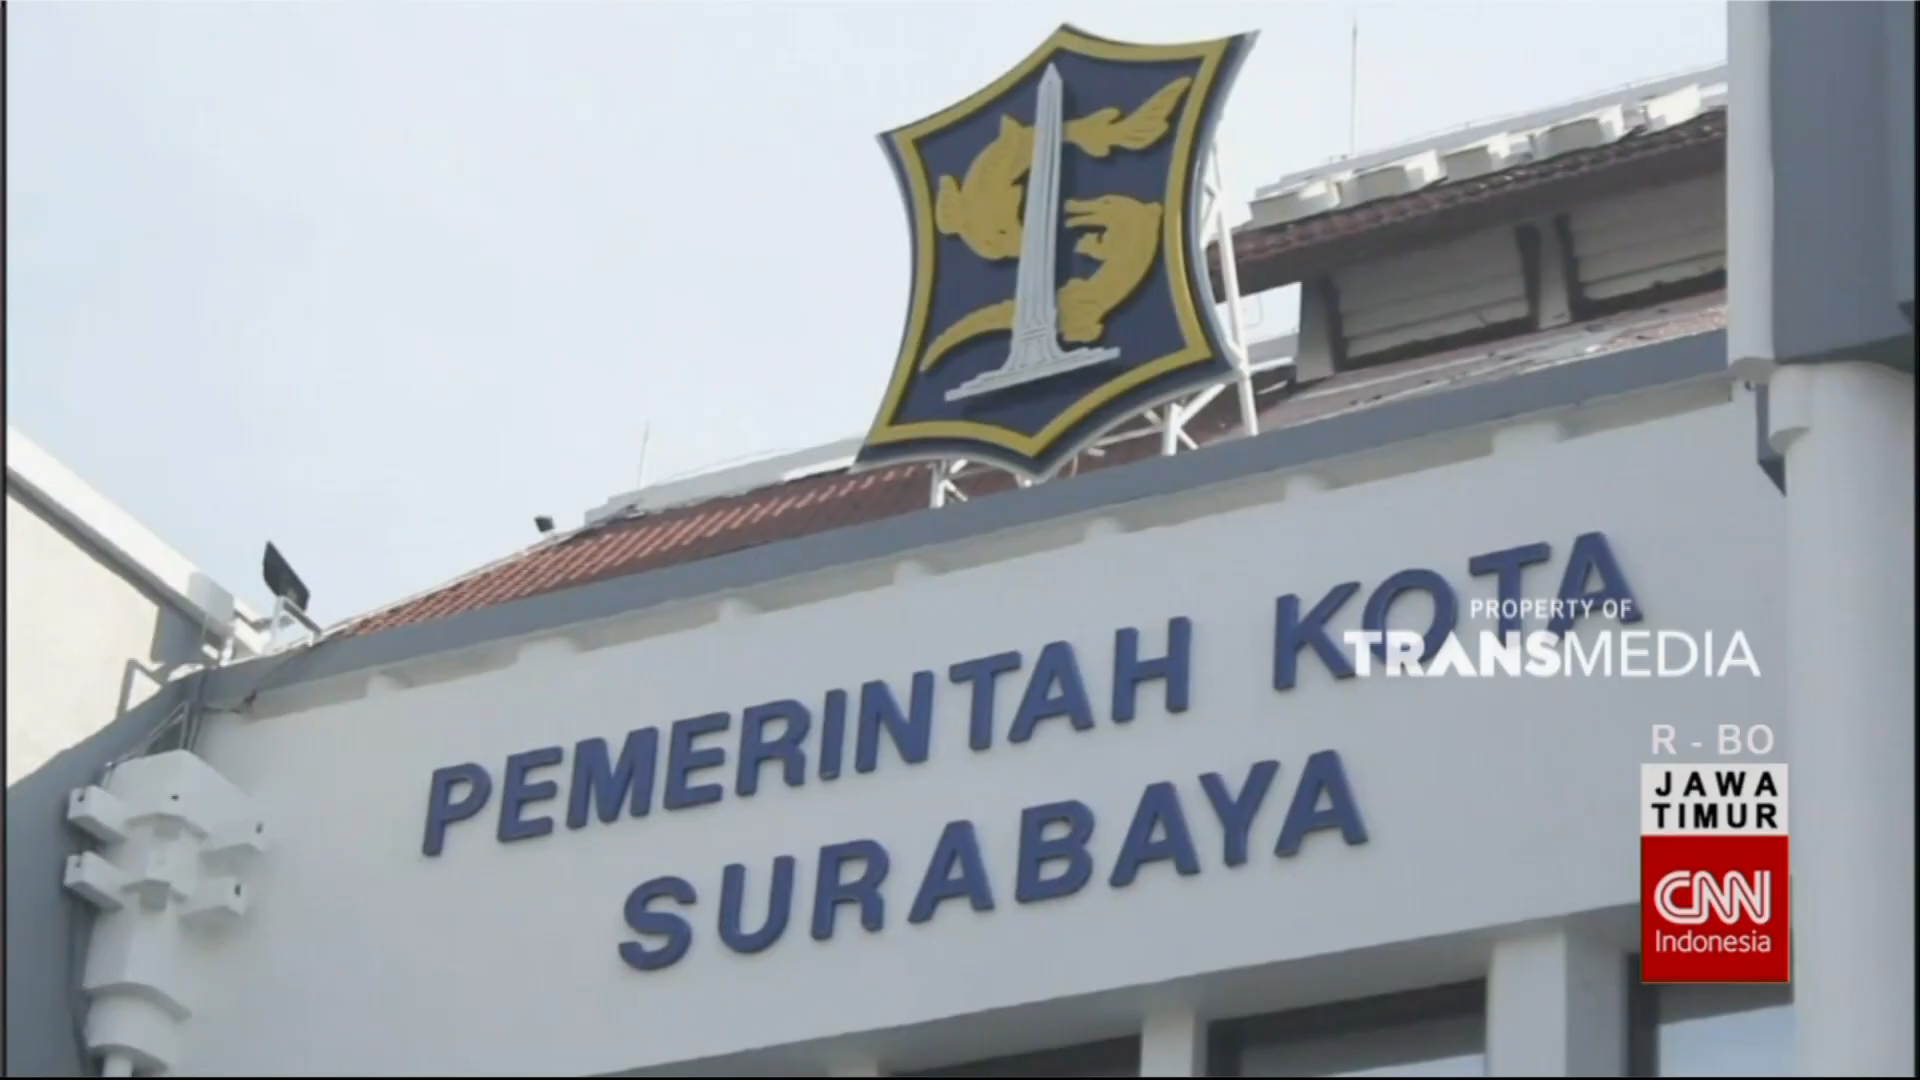 PEMERINTAH KOTA
SURABAYA
PROPERTY OF
TRANSMEDIA
R - BO
JAWA
TIMUR
CNN
Indonesia